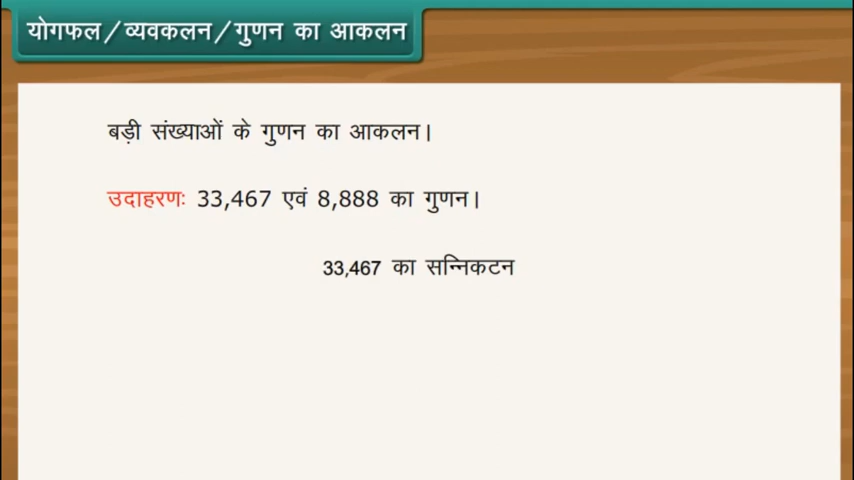 योगफल/व्यवकलन/गुणन का आकलन
बड़ी संख्याओं के गुणन का आकलन।
उदाहरणः 33,467 एवं 8,888 का गुणन।
33,467 का सन्निकटन